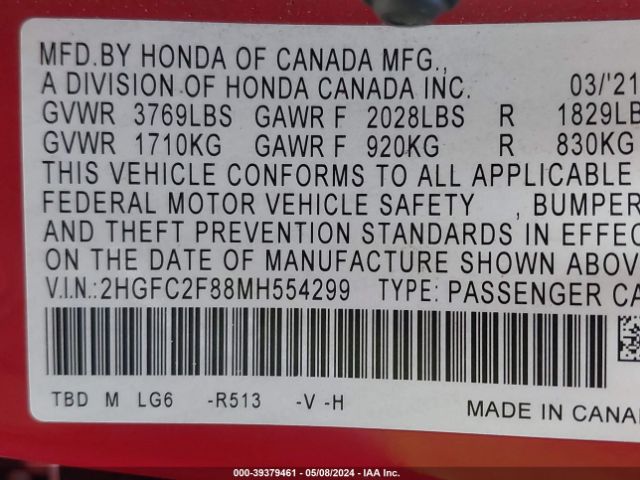 MFD.BY HONDA OF CANADA MFG.,
A DIVISION OF HONDA CANADA INC. 03/'21
GVWR 3769LBS GAWR F 2028LBS R 1829LB
GVWR 1710KG GAWR F 920KG R 830KG
THIS VEHICLE CONFORMS TO ALL APPLICABLE
FEDERAL MOTOR VEHICLE SAFETY , BUMPER
AND THEFT PREVENTION STANDARDS IN EFFEC
ON THE DATE OF MANUFACTURE SHOWN ABOV
V.I.N.:2HGFC2F88MH554299 TYPE: PASSENGER CA
TBD M LG6 -R513 -V -H
MADE IN CANA
000-39379461 - 05/08/2024 - IAA Inc.